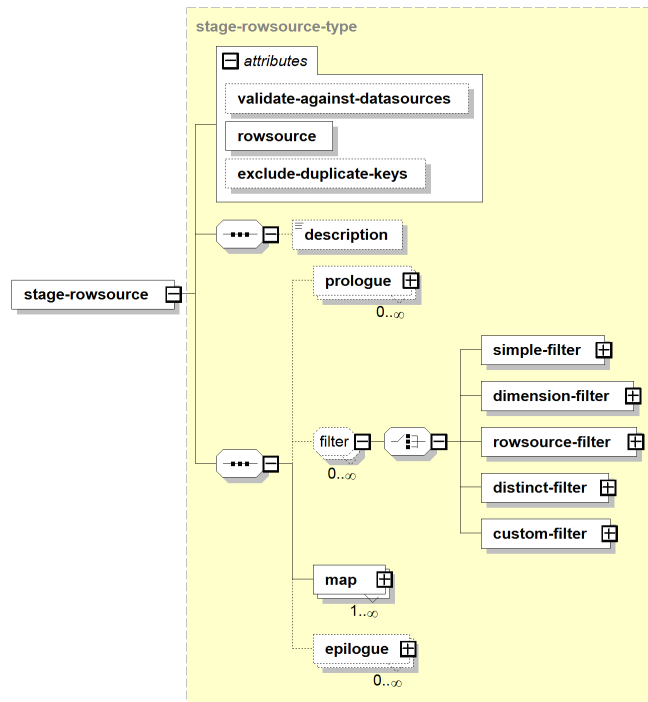 stage-rowsource-type
attributes
validate-against-datasources
rowsource
exclude-duplicate-keys
description
stage-rowsource
prologue
0..∞
simple-filter
dimension-filter
filter
rowsource-filter
0..∞
distinct-filter
custom-filter
map
1..∞
epilogue
0..∞